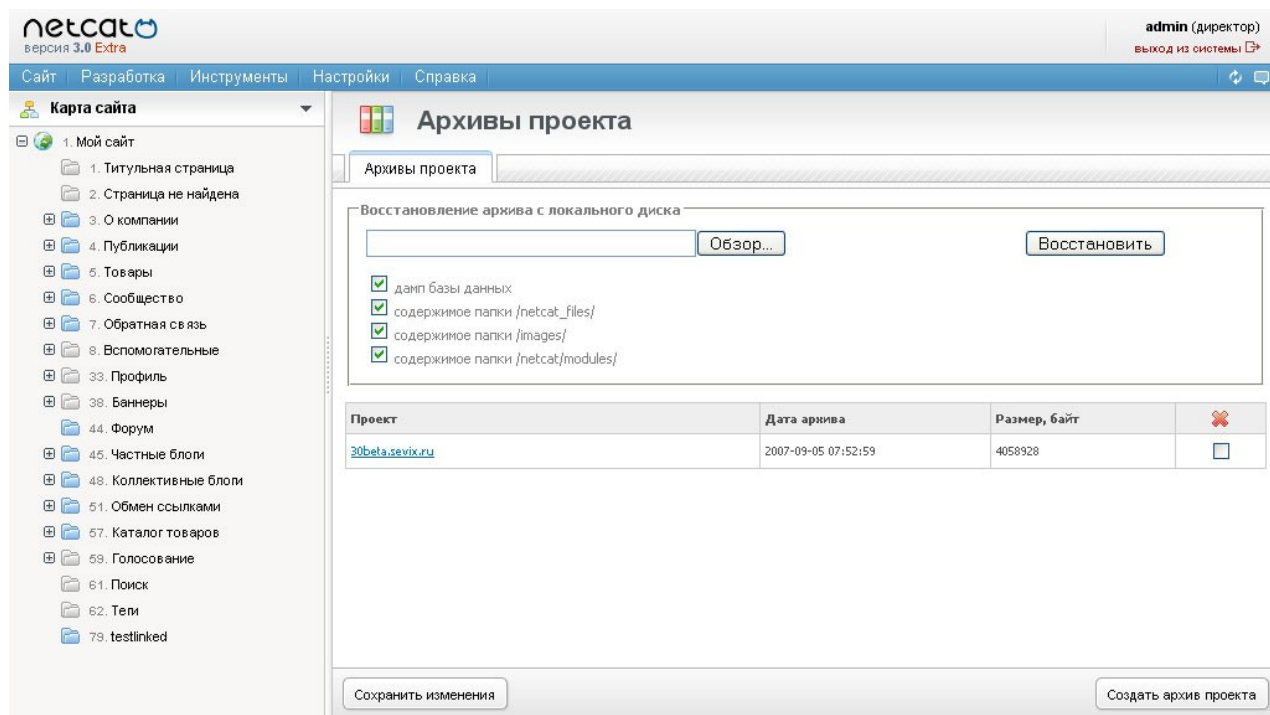 netcat
версия 3.0 Extra
admin (директор)
выход из системы
Сайт Разработка Инструменты Настройки Справка
Карта сайта
1. Мой сайт
1. Титульная страница
2. Страница не найдена
3. О компании
4. Публикации
5. Товары
6. Сообщество
7. Обратная связь
8. Вспомогательные
33. Профиль
38. Баннеры
44. Форум
45. Частные блоги
48. Коллективные блоги
51. Обмен ссылками
57. Каталог товаров
59. Голосование
61. Поиск
62. Теги
79. testlinked
Архивы проекта
Архивы проекта
Восстановление архива с локального диска
Обзор... Восстановить
дамп базы данных
содержимое папки /netcat_files/
содержимое папки /images/
содержимое папки /netcat/modules/
Проект Дата архива Размер, байт
30beta.sevix.ru 2007-09-05 07:52:59 4058928
Сохранить изменения Создать архив проекта